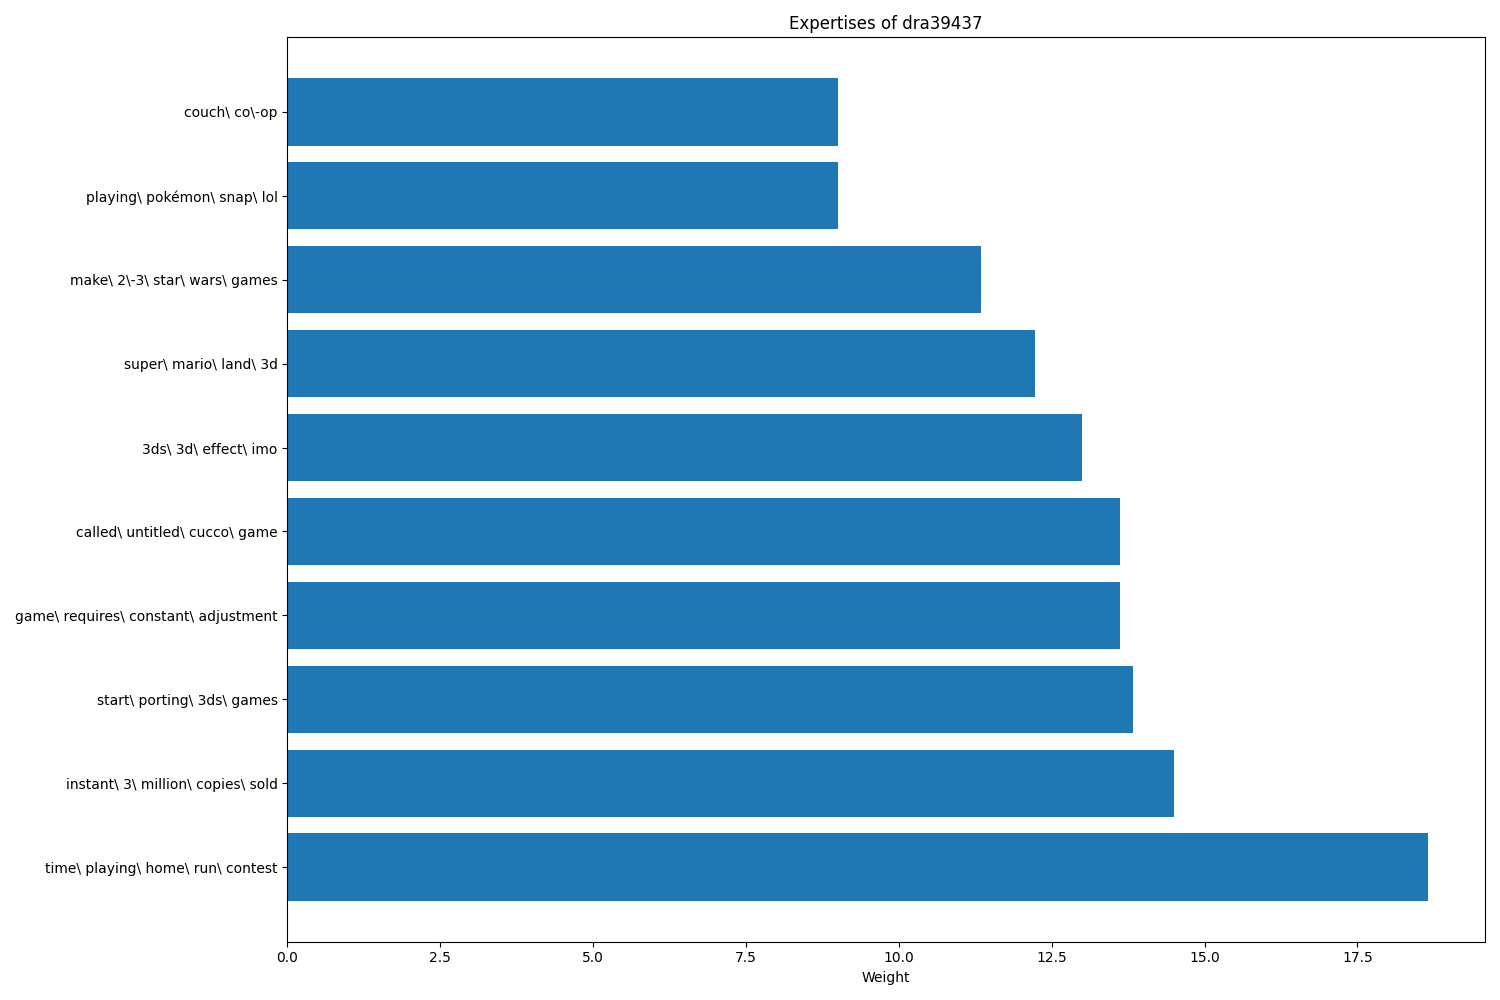 Expertises of dra39437
couch\ co\-op
playing\ pokémon\ snap\ lol
make\ 2\-3\ star\ wars\ games
super\ mario\ land\ 3d
3ds\ 3d\ effect\ imo
called\ untitled\ cucco\ game
game\ requires\ constant\ adjustment
start\ porting\ 3ds\ games
instant\ 3\ million\ copies\ sold
time\ playing\ home\ run\ contest
0.0 2.5 5.0 7.5 10.0 12.5 15.0 17.5
Weight